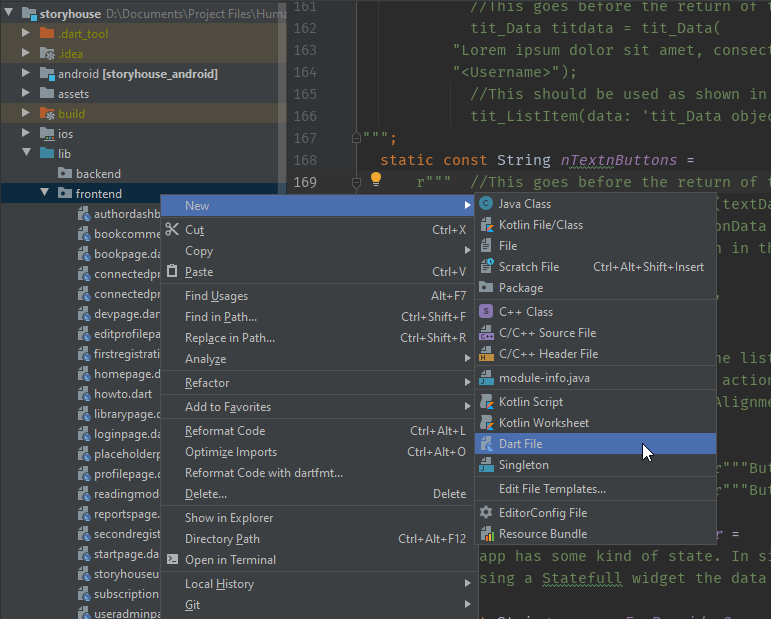 storyhouse D:\Documents\Project Files\Huma
.dart_tool
.idea
android [storyhouse_android]
assets
build
ios
lib
backend
frontend
authordashb
bookcomme
bookpage.da
connectedpr
connectedpr
devpage.dart
editprofilepa
firstregistrati
homepage.d
howto.dart
librarypage.d
loginpage.da
placeholderp
profilepage.d
readingmod
reportspage.
secondregist
startpage.da
storyhouseu
subscription
useradminpa
161 //This goes before the return of t
162 tit_Data titdata = tit_Data(
163 "Lorem ipsum dolor sit amet, consect
164 "<Username>");
165 //This should be used as shown in
166 tit_ListItem(data: 'tit_Data objec
167 """;
168 static const String nTextnButtons =
169 r""" //This goes before the return of t
(textDa
onData
n in th
,
he list
action
Alignme
r"""But
r"""But
r =
app has some kind of state. In si
sing a Statefull widget the data
New
Cut Ctrl+X
Copy
Paste Ctrl+V
Find Usages Alt+F7
Find in Path... Ctrl+Shift+F
Replace in Path... Ctrl+Shift+R
Analyze
Refactor
Add to Favorites
Reformat Code Ctrl+Alt+L
Optimize Imports Ctrl+Alt+O
Reformat Code with dartfmt...
Delete... Delete
Show in Explorer
Directory Path Ctrl+Alt+F12
Open in Terminal
Local History
Git
Java Class
Kotlin File/Class
File
Scratch File Ctrl+Alt+Shift+Insert
Package
C++ Class
C/C++ Source File
C/C++ Header File
module-info.java
Kotlin Script
Kotlin Worksheet
Dart File
Singleton
Edit File Templates...
EditorConfig File
Resource Bundle